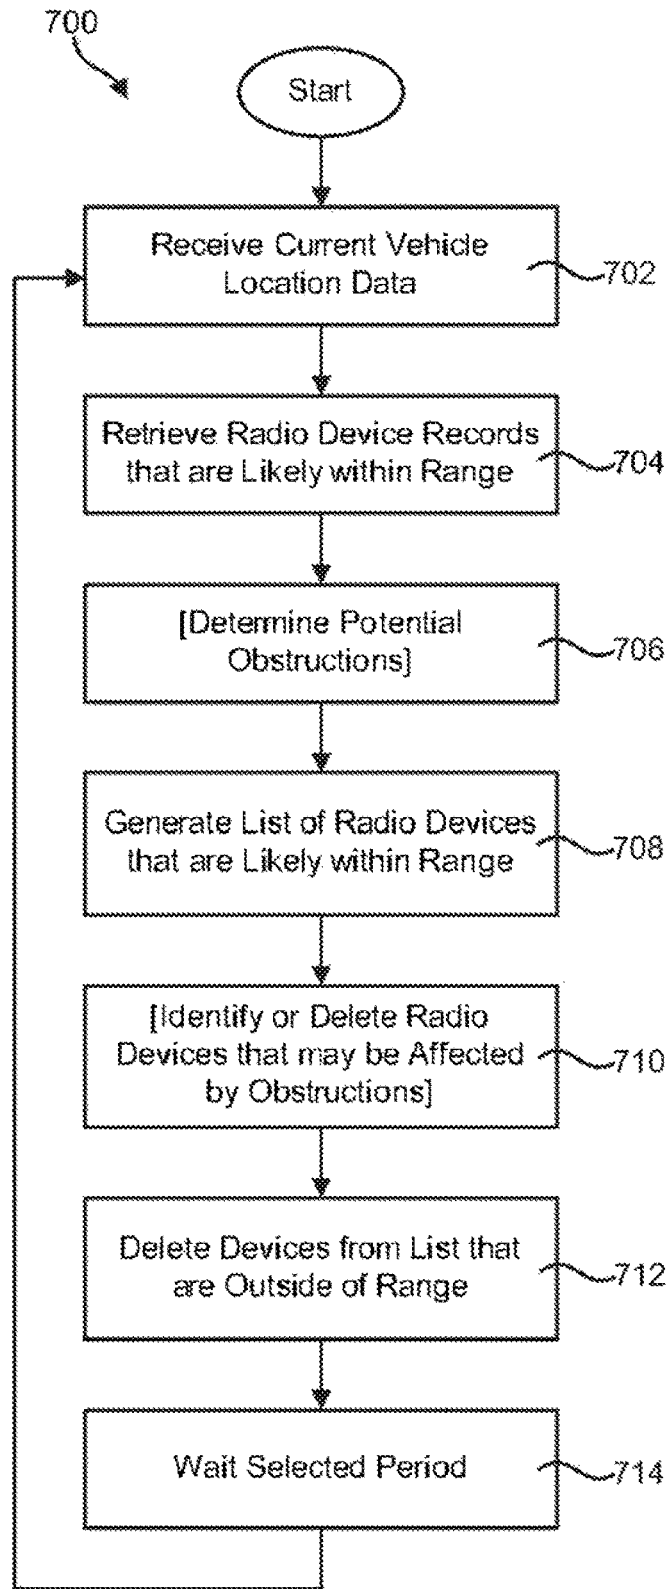 700
Start
Receive Current Vehicle
Location Data
702
Retrieve Radio Device Records
that are Likely within Range
704
[Determine Potential
Obstructions]
706
Generate List of Radio Devices
that are Likely within Range
708
[Identify or Delete Radio
Devices that may be Affected
by Obstructions]
710
Delete Devices from List that
are Outside of Range
712
Wait Selected Period
714